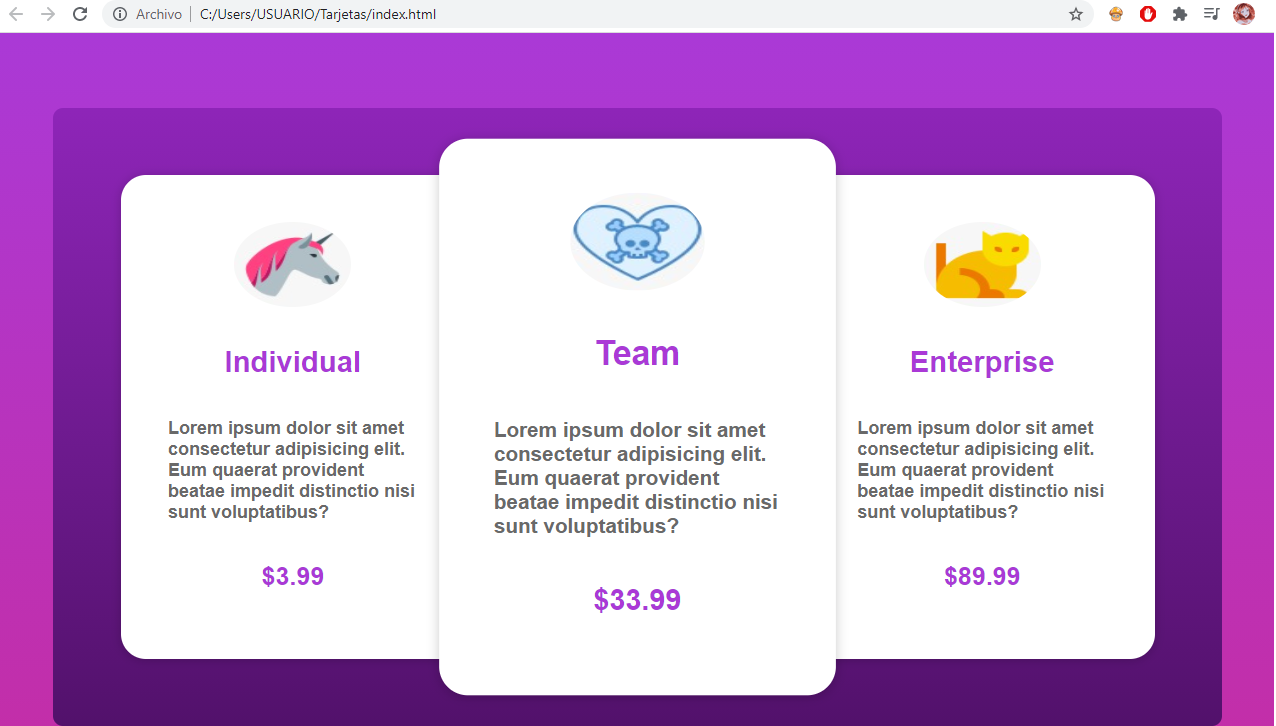 Archivo C:/Users/USUARIO/Tarjetas/index.html
Individual
Lorem ipsum dolor sit amet
consectetur adipisicing elit.
Eum quaerat provident
beatae impedit distinctio nisi
sunt voluptatibus?
$3.99
Team
Lorem ipsum dolor sit amet
consectetur adipisicing elit.
Eum quaerat provident
beatae impedit distinctio nisi
sunt voluptatibus?
$33.99
Enterprise
Lorem ipsum dolor sit amet
consectetur adipisicing elit.
Eum quaerat provident
beatae impedit distinctio nisi
sunt voluptatibus?
$89.99